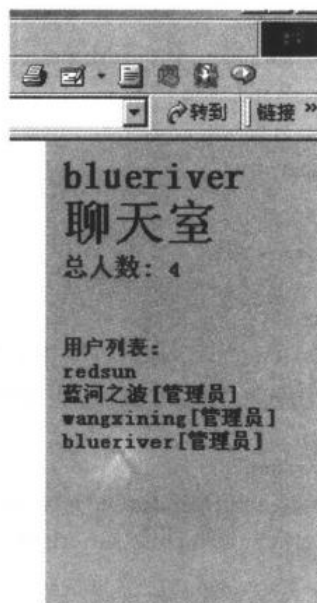 转到 链接 »
blueriver
聊天室
总人数: 4
用户列表:
redsun
蓝河之波[管理员]
wangxining[管理员]
blueriver[管理员]